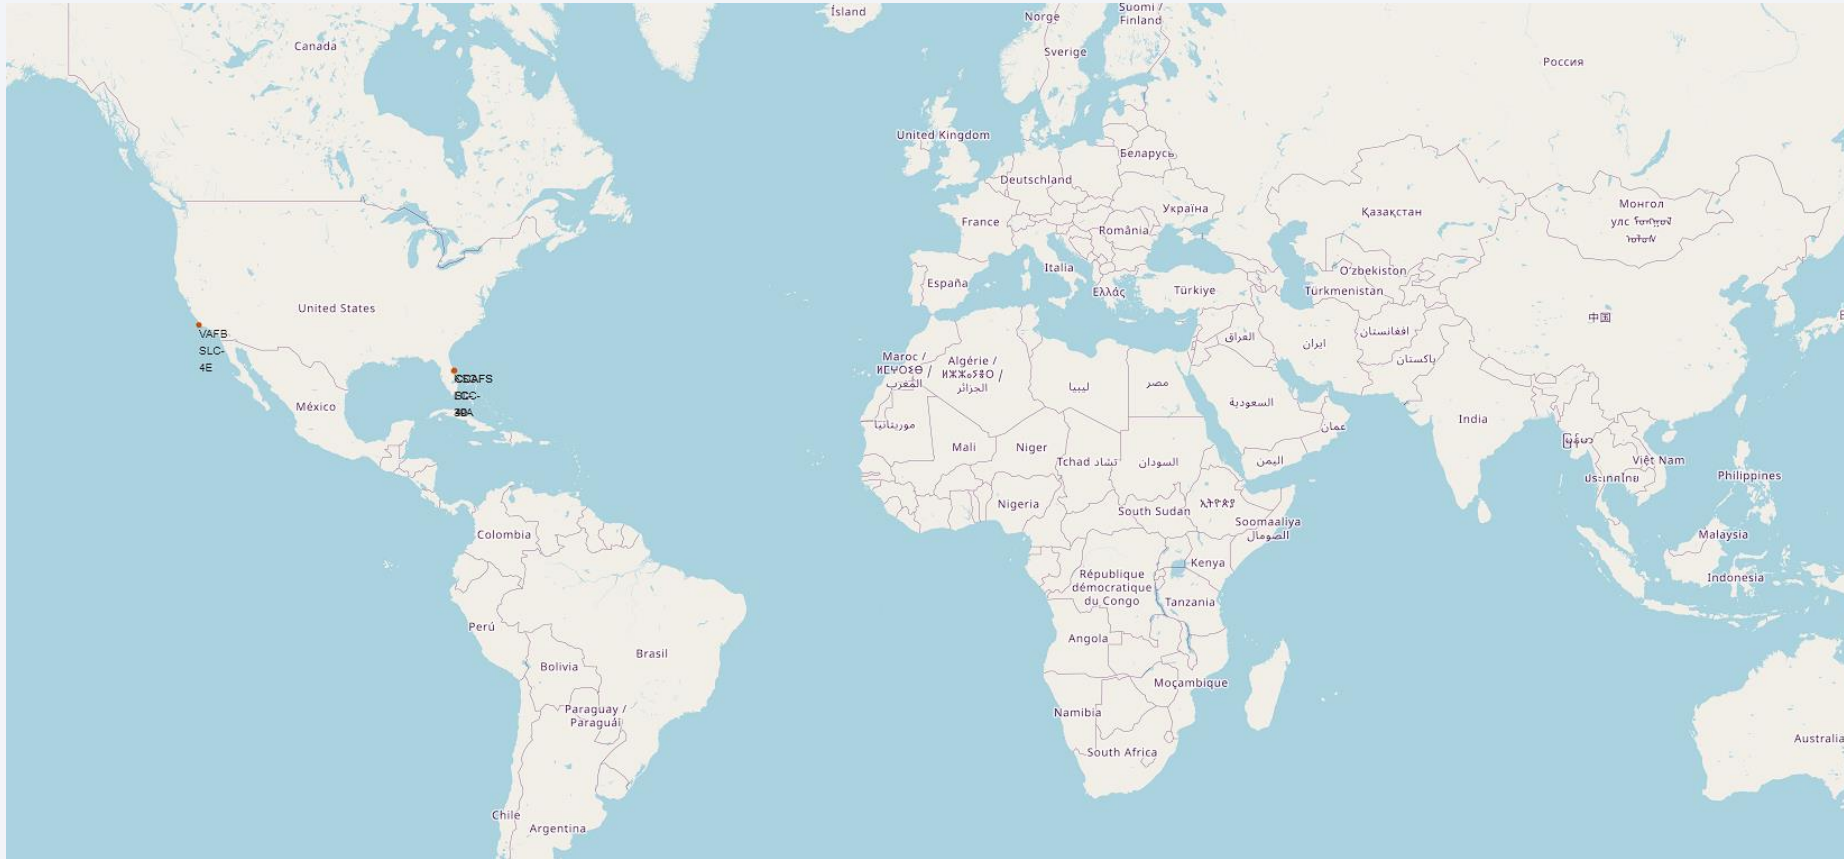 Ísland
Norge
Suomi /
Finland
Canada
Sverige
Россия
United Kingdom
Беларусь
Deutschland
Монгол
улс
Қазақстан
Україна
France
România
Italia
Oʻzbekiston
España
Ελλάς
Türkiye
Türkmenistan
United States
中国
افغانستان
VAFB
SLC-
4E
العراق
ایران
پاکستان
Maroc /
ⵍⵎⵖⵔⵉⴱ /
المغرب
Algérie /
ⵍⵣⵣⴰⵢⴻⵔ /
الجزائر
ليبيا
مصر
السعودية
México
India
عمان
موريتانيا
Mali
Niger
Tchad تشاد
السودان
اليمن
Việt Nam
ประเทศไทย
Philippines
Nigeria
South Sudan
ኢትዮጵያ
Soomaaliya
الصومال
Colombia
Malaysia
Kenya
République
démocratique
du Congo
Indonesia
Tanzania
Perú
Angola
Brasil
Bolivia
Moçambique
Paraguay /
Paraguái
Namibia
Australia
South Africa
Chile
Argentina